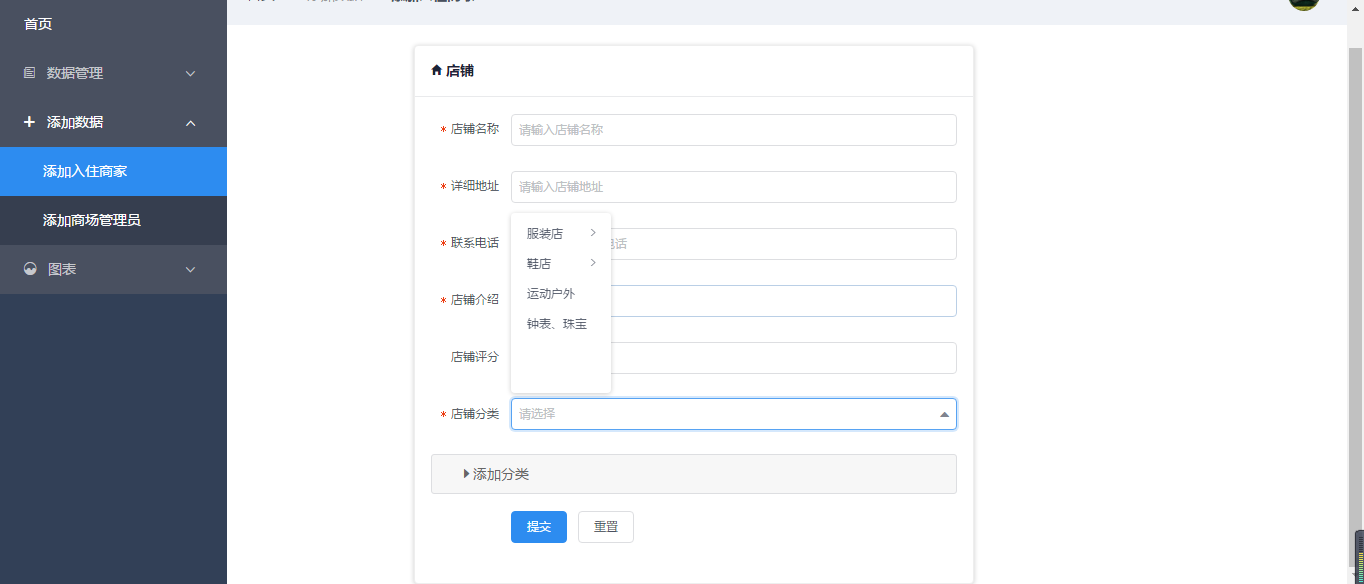 首页
数据管理
添加数据
添加入住商家
添加商场管理员
图表
店铺
* 店铺名称 请输入店铺名称
* 详细地址 请输入店铺地址
* 联系电话 电话
* 店铺介绍
店铺评分
* 店铺分类 请选择
服装店
鞋店
运动户外
钟表、珠宝
添加分类
提交 重置